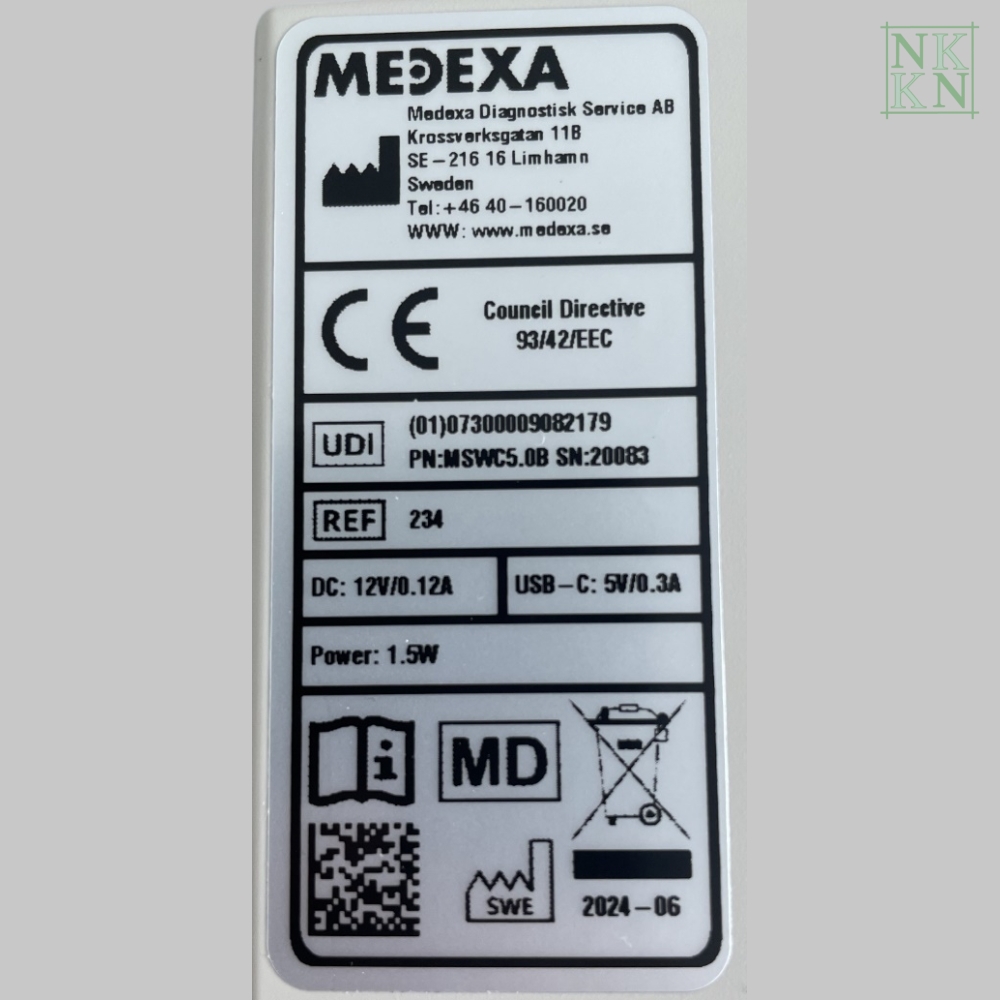 MEDEXA
Medexa Diagnostisk Service AB
Krossverksgatan 11B
SE-216 16 Limhamn
Sweden
Tel:+46 40-160020
WWW: www.medexa.se
CE
Council Directive
93/42/EEC
UDI
(01)07300009082179
PN:MSWC5.0B SN:20083
REF 234
DC: 12V/0.12A
USB-C: 5V/0.3A
Power: 1.5W
i
MD
SWE
2024-06
NK
KN